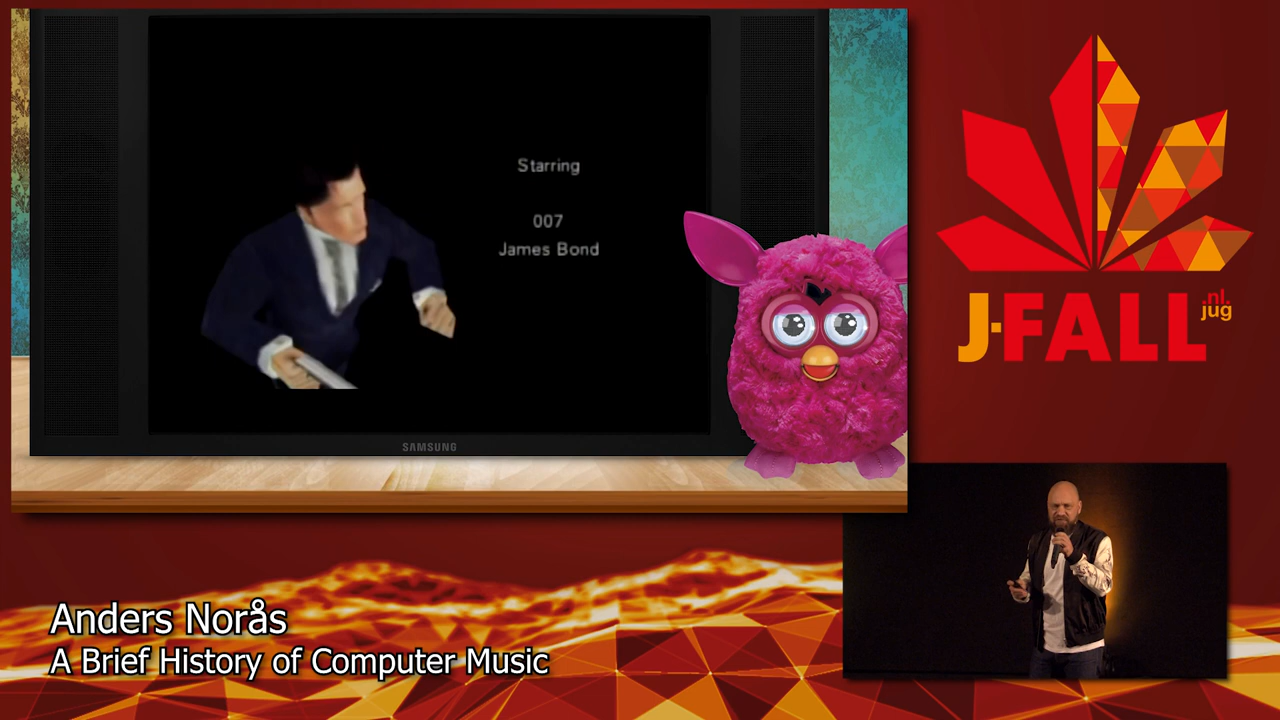 Starring
007
James Bond
SAMSUNG
J-FALL
.nl.
jug
Anders Norås
A Brief History of Computer Music